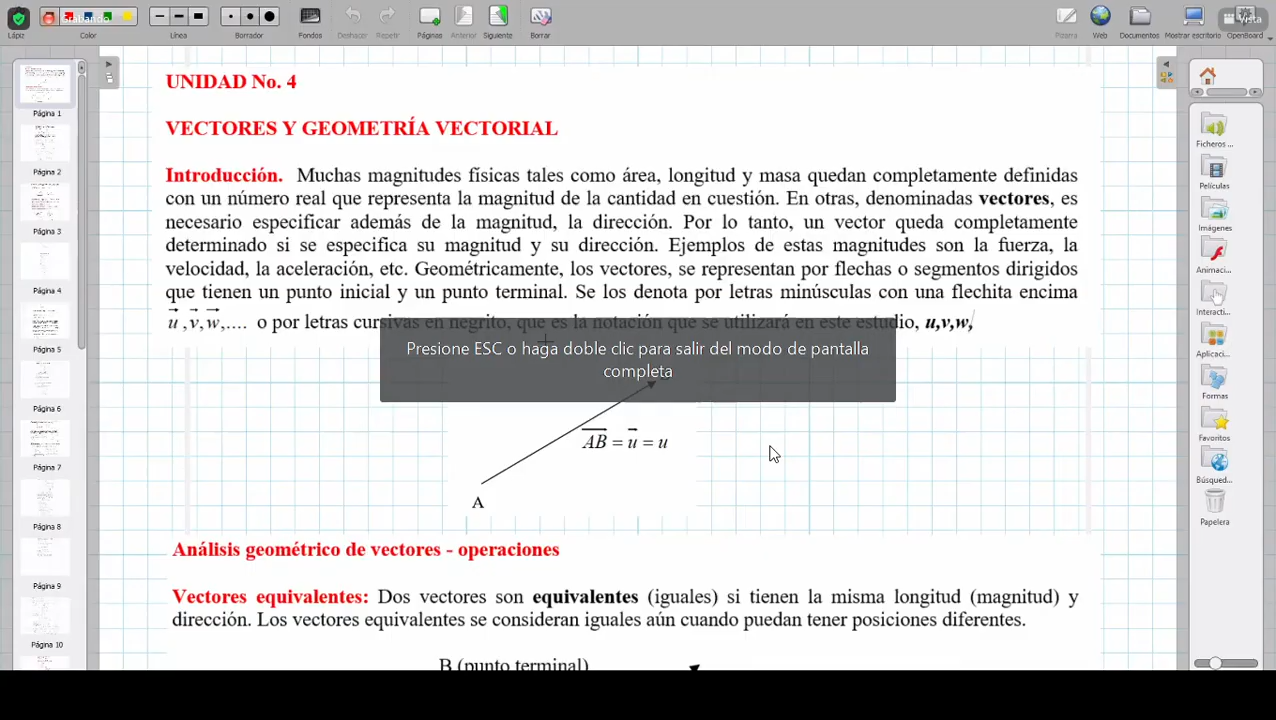 Grabando
Lápiz Color Línea Borrador Fondos Deshacer Repetir Páginas Anterior Siguiente Borrar Pizarra Web Documentos Mostrar escritorio OpenBoard
Vista
UNIDAD No. 4
VECTORES Y GEOMETRÍA VECTORIAL
Introducción. Muchas magnitudes físicas tales como área, longitud y masa quedan completamente definidas
con un número real que representa la magnitud de la cantidad en cuestión. En otras, denominadas vectores, es
necesario especificar además de la magnitud, la dirección. Por lo tanto, un vector queda completamente
determinado si se especifica su magnitud y su dirección. Ejemplos de estas magnitudes son la fuerza, la
velocidad, la aceleración, etc. Geométricamente, los vectores, se representan por flechas o segmentos dirigidos
que tienen un punto inicial y un punto terminal. Se los denota por letras minúsculas con una flechita encima
u⃗ ,v⃗,w⃗,.... o por letras cursivas en negrito, que es la notación que se utilizará en este estudio, u,v,w,
Presione ESC o haga doble clic para salir del modo de pantalla
completa
AB = u⃗ = u
A
Análisis geométrico de vectores - operaciones
Vectores equivalentes: Dos vectores son equivalentes (iguales) si tienen la misma longitud (magnitud) y
dirección. Los vectores equivalentes se consideran iguales aún cuando puedan tener posiciones diferentes.
B (punto terminal)
Página 1
Página 2
Página 3
Página 4
Página 5
Página 6
Página 7
Página 8
Página 9
Página 10
Ficheros ...
Películas
Imágenes
Animaci...
Interacti...
Aplicaci...
Formas
Favoritos
Búsqued...
Papelera